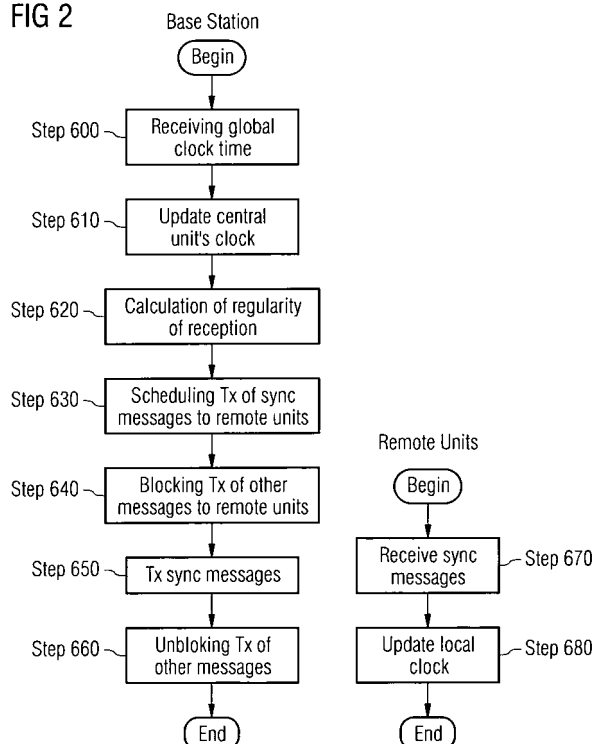 FIG 2
Base Station
Begin
Step 600
Receiving global
clock time
Step 610
Update central
unit's clock
Step 620
Calculation of regularity
of reception
Step 630
Scheduling Tx of sync
messages to remote units
Step 640
Blocking Tx of other
messages to remote units
Step 650
Tx sync messages
Step 660
Unbloking Tx of
other messages
End
Remote Units
Begin
Receive sync
messages
Step 670
Update local
clock
Step 680
End